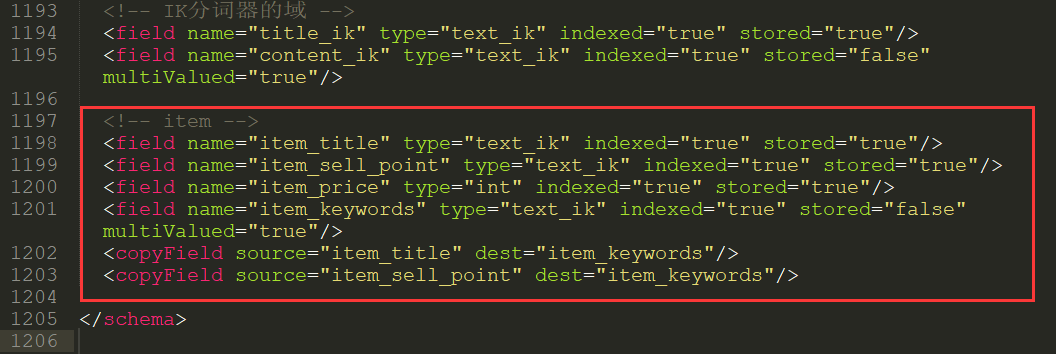 1193 <!-- IK分词器的域 -->
1194 <field name="title_ik" type="text_ik" indexed="true" stored="true"/>
1195 <field name="content_ik" type="text_ik" indexed="true" stored="false"
multiValued="true"/>
1196
1197 <!-- item -->
1198 <field name="item_title" type="text_ik" indexed="true" stored="true"/>
1199 <field name="item_sell_point" type="text_ik" indexed="true" stored="true"/>
1200 <field name="item_price" type="int" indexed="true" stored="true"/>
1201 <field name="item_keywords" type="text_ik" indexed="true" stored="false"
multiValued="true"/>
1202 <copyField source="item_title" dest="item_keywords"/>
1203 <copyField source="item_sell_point" dest="item_keywords"/>
1204
1205 </schema>
1206